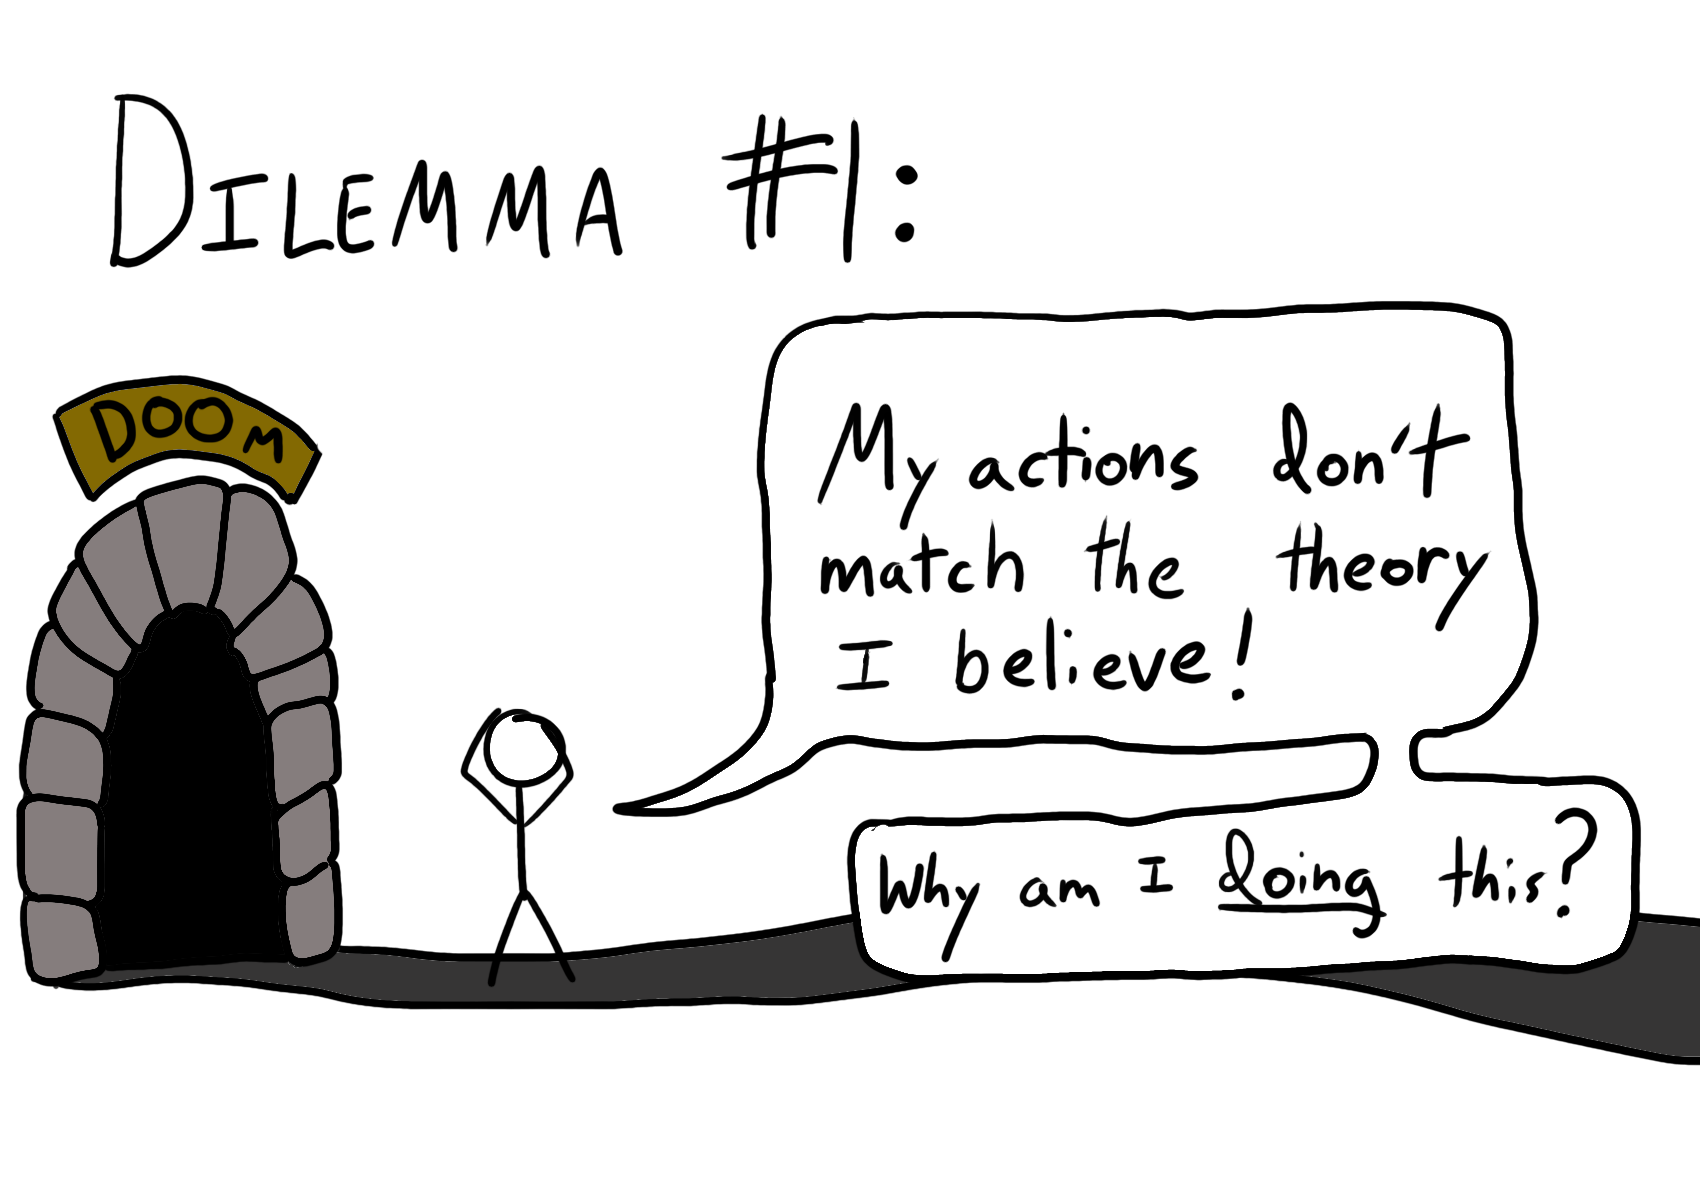 DILEMMA #1:
DOOM
My actions don't
match the theory
I believe!
Why am I doing this?